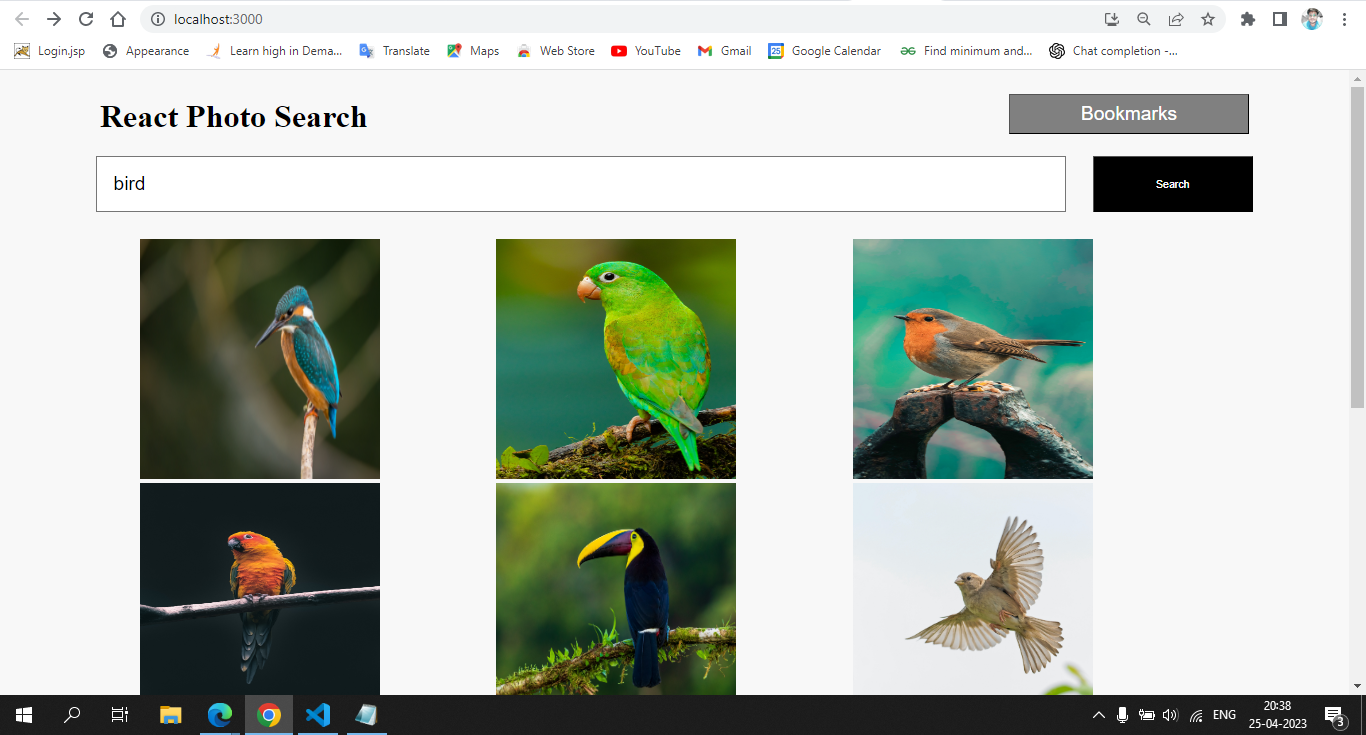 localhost:3000
Login.jsp Appearance Learn high in Dema... Translate Maps Web Store YouTube Gmail 25 Google Calendar Find minimum and... Chat completion -...
React Photo Search
Bookmarks
bird
Search
ENG
20:38
25-04-2023
3